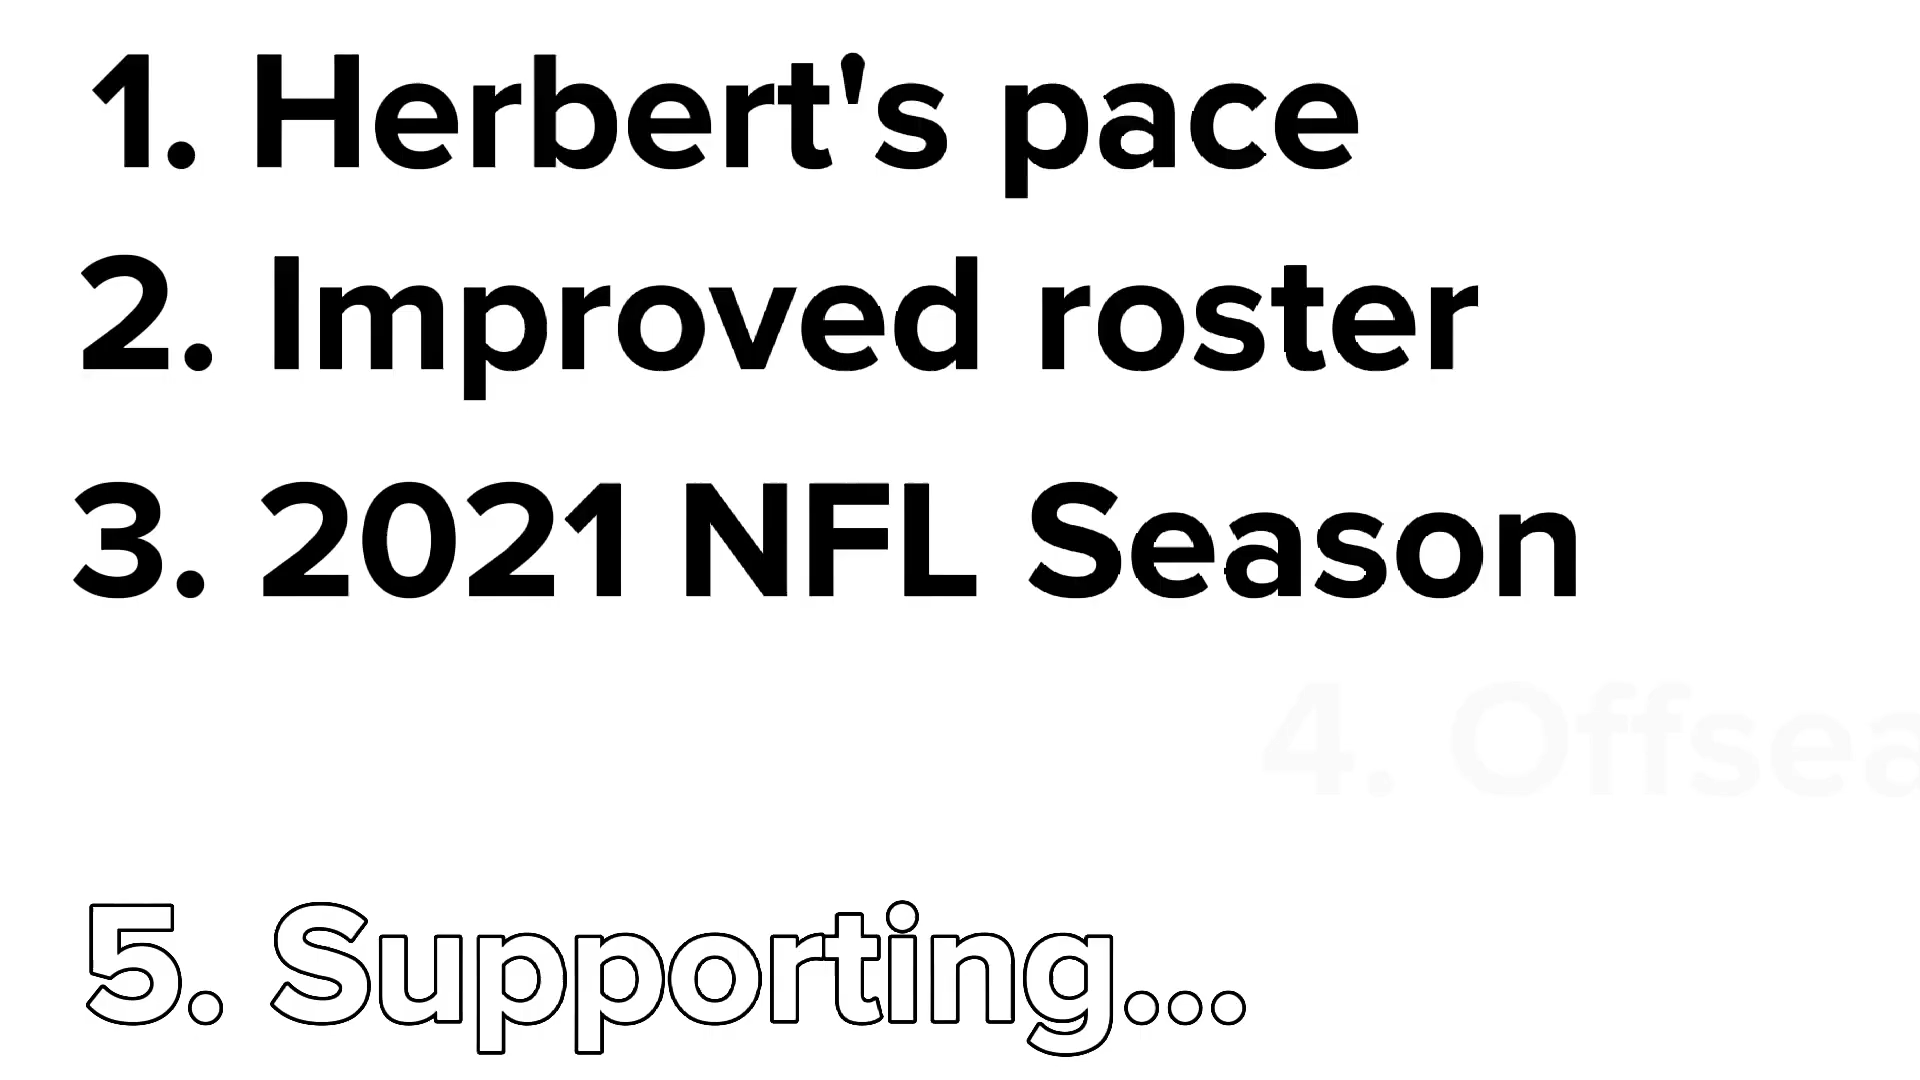 1. Herbert's pace
2. Improved roster
3. 2021 NFL Season
4. Offsea
5. Supporting...